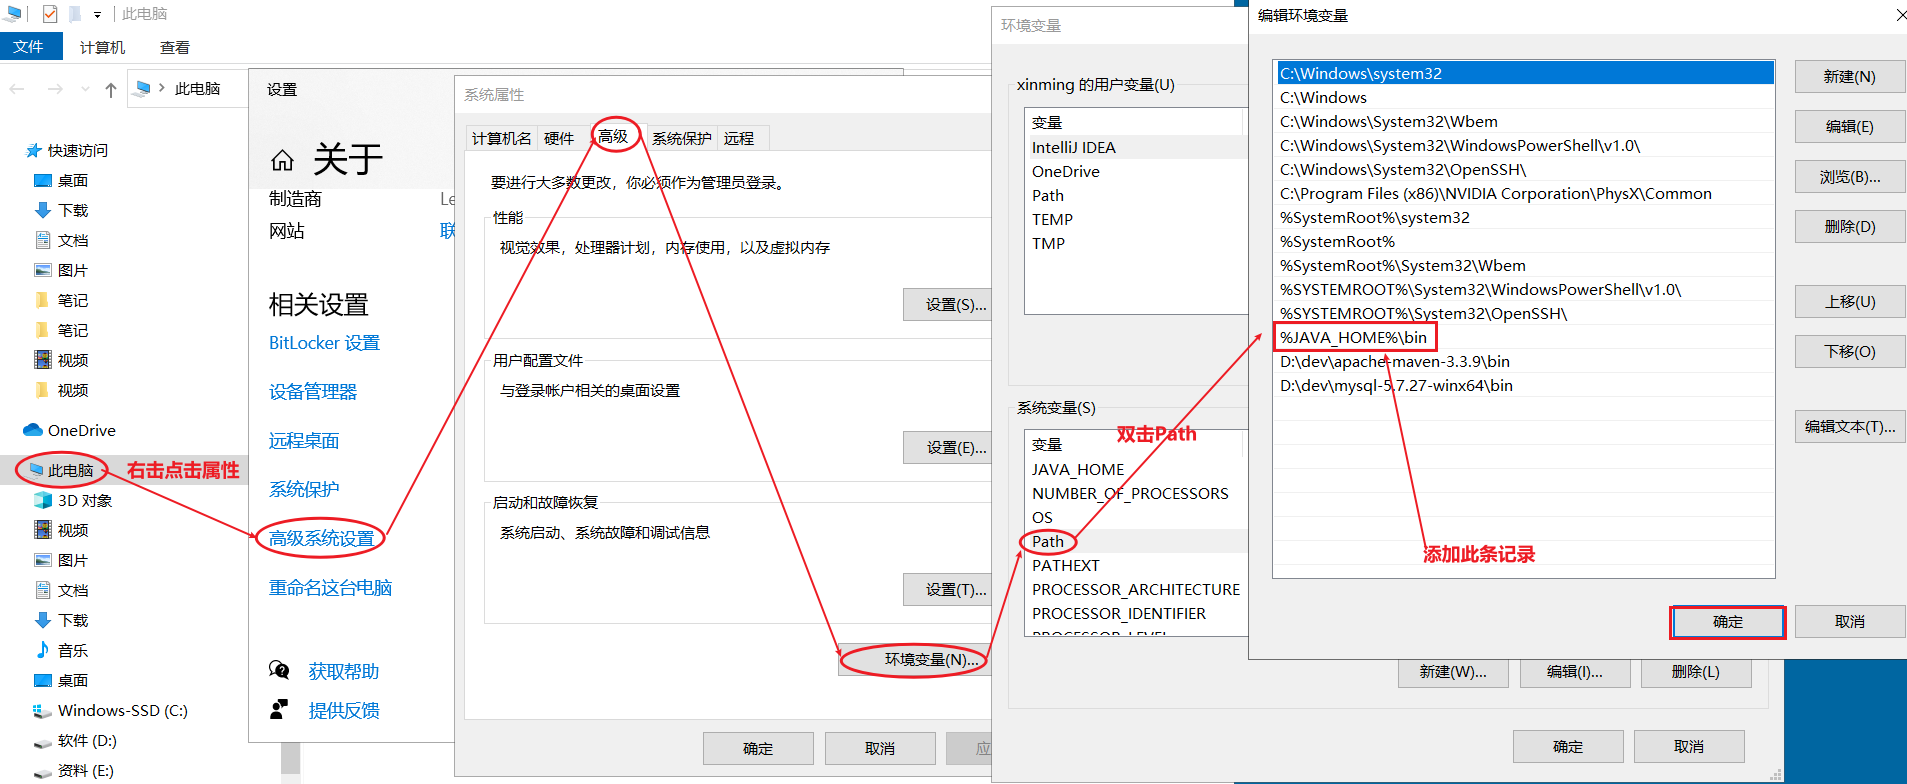 此电脑
文件
计算机
查看
此电脑
快速访问
桌面
下载
文档
图片
笔记
笔记
视频
视频
OneDrive
此电脑
右击点击属性
3D 对象
视频
图片
文档
下载
音乐
桌面
Windows-SSD (C:)
软件 (D:)
资料 (E:)
设置
关于
制造商
Le
网站
联
相关设置
BitLocker 设置
设备管理器
远程桌面
系统保护
高级系统设置
重命名这台电脑
获取帮助
提供反馈
系统属性
计算机名
硬件
高级
系统保护
远程
要进行大多数更改，你必须作为管理员登录。
性能
视觉效果，处理器计划，内存使用，以及虚拟内存
设置(S)...
用户配置文件
与登录帐户相关的桌面设置
设置(E)...
启动和故障恢复
系统启动、系统故障和调试信息
设置(T)...
环境变量(N)...
确定
取消
应
环境变量
xinming 的用户变量(U)
变量
IntelliJ IDEA
OneDrive
Path
TEMP
TMP
系统变量(S)
双击Path
变量
JAVA_HOME
NUMBER_OF_PROCESSORS
OS
Path
PATHEXT
PROCESSOR_ARCHITECTURE
PROCESSOR_IDENTIFIER
PROCESSOR_LEVEL
新建(W)...
编辑(I)...
删除(L)
确定
取消
编辑环境变量
C:\Windows\system32
C:\Windows
C:\Windows\System32\Wbem
C:\Windows\System32\WindowsPowerShell\v1.0\
C:\Windows\System32\OpenSSH\
C:\Program Files (x86)\NVIDIA Corporation\PhysX\Common
%SystemRoot%\system32
%SystemRoot%
%SystemRoot%\System32\Wbem
%SYSTEMROOT%\System32\WindowsPowerShell\v1.0\
%SYSTEMROOT%\System32\OpenSSH\
%JAVA_HOME%\bin
D:\dev\apache-maven-3.3.9\bin
D:\dev\mysql-5.7.27-winx64\bin
添加此条记录
新建(N)
编辑(E)
浏览(B)...
删除(D)
上移(U)
下移(O)
编辑文本(T)...
确定
取消